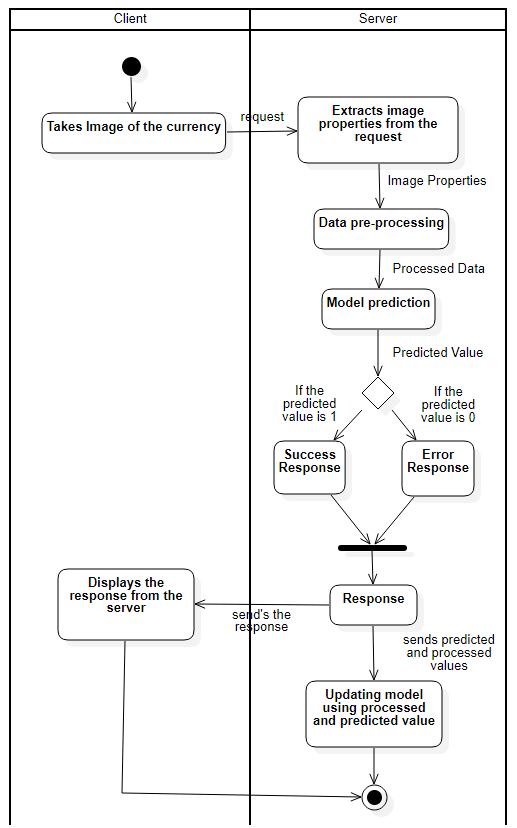 Client
Server
Takes Image of the currency
request
Extracts image
properties from the
request
Image Properties
Data pre-processing
Processed Data
Model prediction
Predicted Value
If the
predicted
value is 1
If the
predicted
value is 0
Success
Response
Error
Response
Displays the
response from the
server
send's the
response
Response
sends predicted
and processed
values
Updating model
using processed
and predicted value